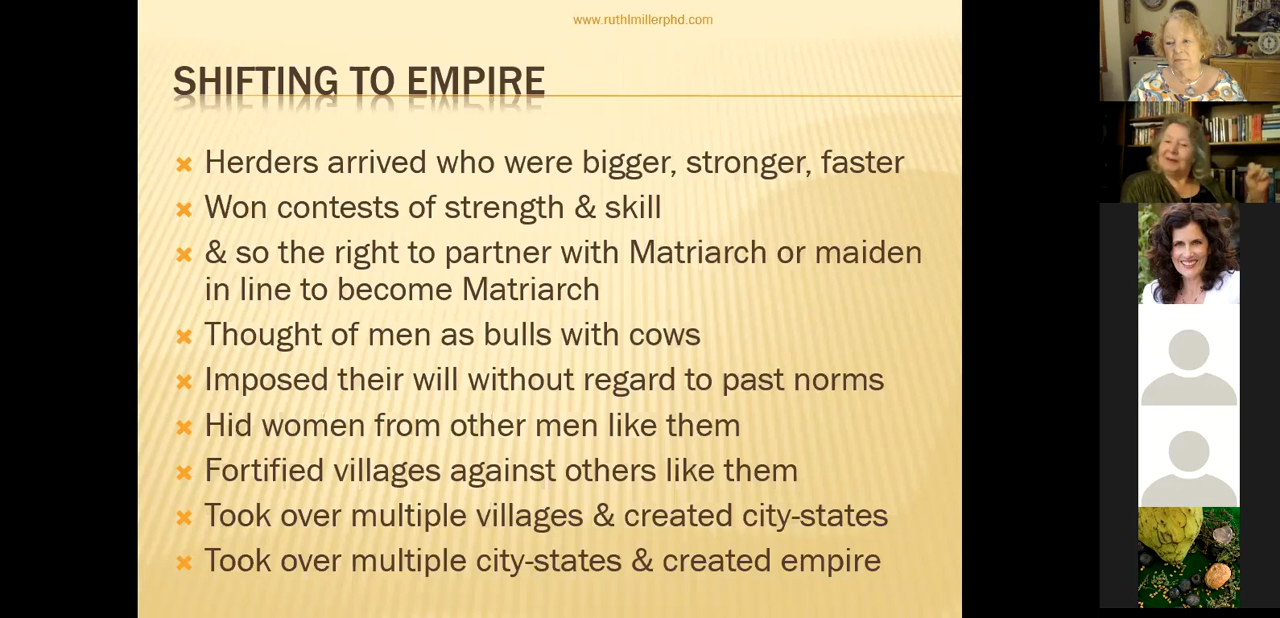 www.ruthlmillerphd.com
SHIFTING TO EMPIRE
Herders arrived who were bigger, stronger, faster
Won contests of strength & skill
& so the right to partner with Matriarch or maiden
in line to become Matriarch
Thought of men as bulls with cows
Imposed their will without regard to past norms
Hid women from other men like them
Fortified villages against others like them
Took over multiple villages & created city-states
Took over multiple city-states & created empire